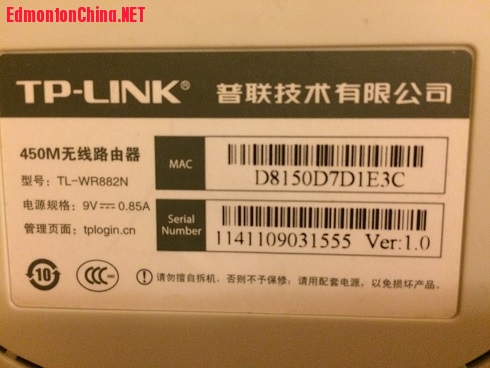 EdmontonChina.NET
TP-LINK® 普联技术有限公司
450M无线路由器
型号：TL-WR882N
电源规格：9V⎓0.85A
管理页面：tplogin.cn
MAC
D8150D7D1E3C
Serial
Number
1141109031555 Ver:1.0
10
CCC
请勿擅自拆机，否则不予保修；请用配套电源，以免损坏产品。